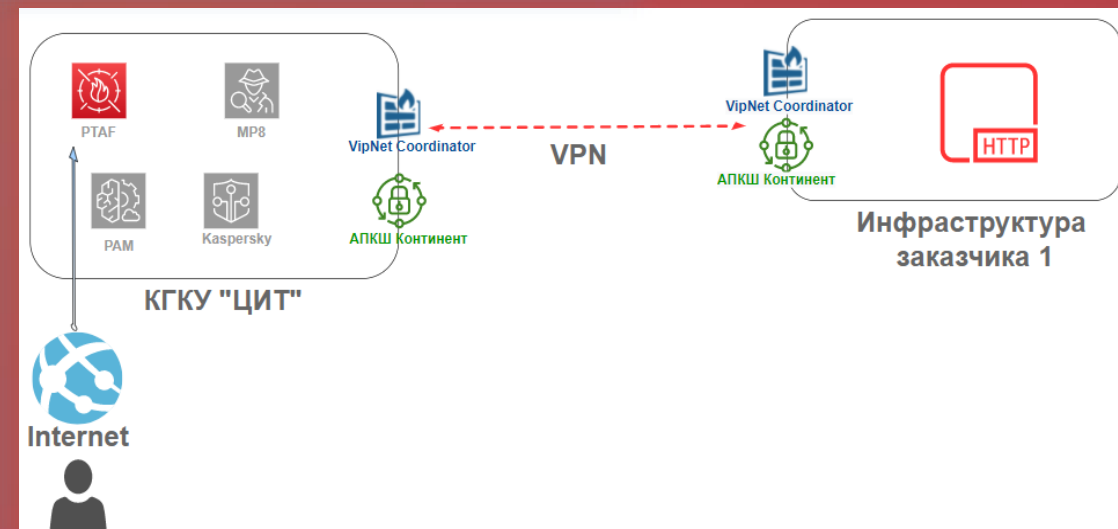 PTAF
MP8
VipNet Coordinator
PAM
Kaspersky
АПКШ Континент
КГКУ "ЦИТ"
VPN
VipNet Coordinator
АПКШ Континент
HTTP
Инфраструктура
заказчика 1
Internet